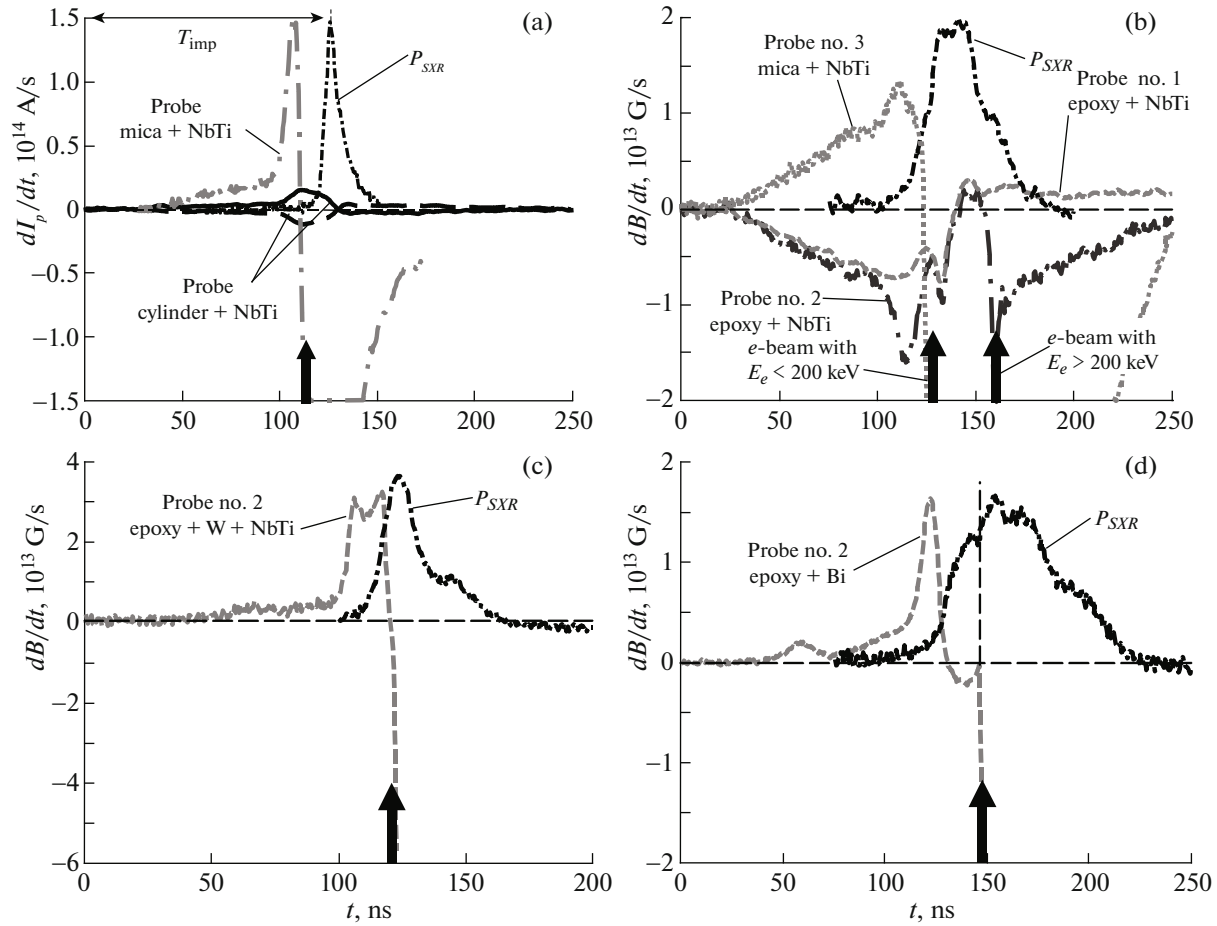 (a)
1.5
1.0
0.5
0
−0.5
−1.0
−1.5
dI_p/dt, 10^14 A/s
T_imp
P_SXR
Probe
mica + NbTi
Probe
cylinder + NbTi
0 50 100 150 200 250
(b)
2
1
0
−1
−2
dB/dt, 10^13 G/s
Probe no. 3
mica + NbTi
P_SXR
Probe no. 1
epoxy + NbTi
Probe no. 2
epoxy + NbTi
e-beam with
E_e < 200 keV
e-beam with
E_e > 200 keV
0 50 100 150 200 250
(c)
4
2
0
−2
−4
−6
dB/dt, 10^13 G/s
Probe no. 2
epoxy + W + NbTi
P_SXR
0 50 100 150 200
t, ns
(d)
2
1
0
−1
−2
dB/dt, 10^13 G/s
Probe no. 2
epoxy + Bi
P_SXR
0 50 100 150 200 250
t, ns